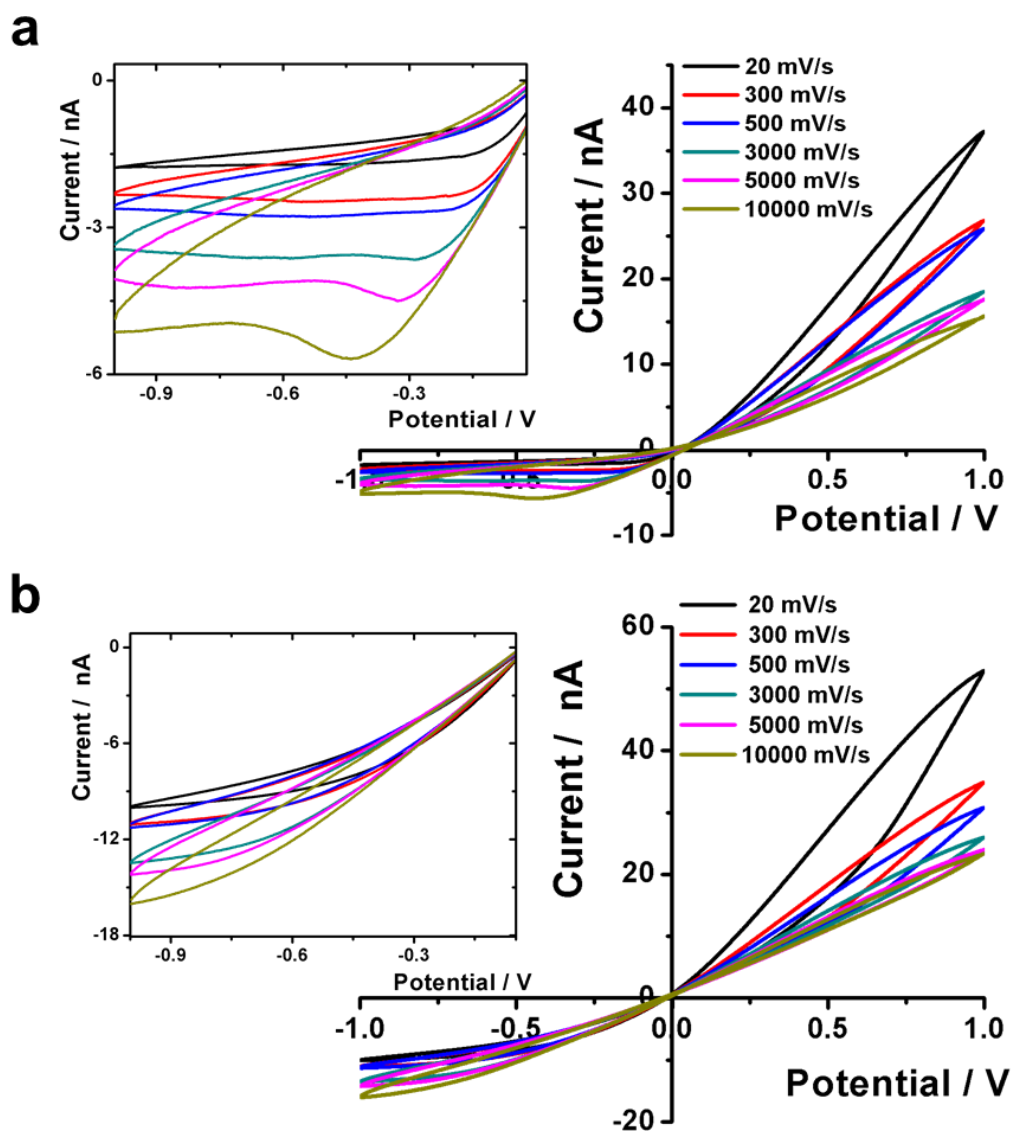 a
0
-3
-6
Current / nA
-0.9
-0.6
-0.3
Potential / V
40
30
20
10
0
-10
Current / nA
20 mV/s
300 mV/s
500 mV/s
3000 mV/s
5000 mV/s
10000 mV/s
0.0
0.5
1.0
Potential / V
b
0
-6
-12
-18
Current / nA
-0.9
-0.6
-0.3
Potential / V
60
40
20
0
-20
Current / nA
20 mV/s
300 mV/s
500 mV/s
3000 mV/s
5000 mV/s
10000 mV/s
-1.0
-0.5
0.0
0.5
1.0
Potential / V